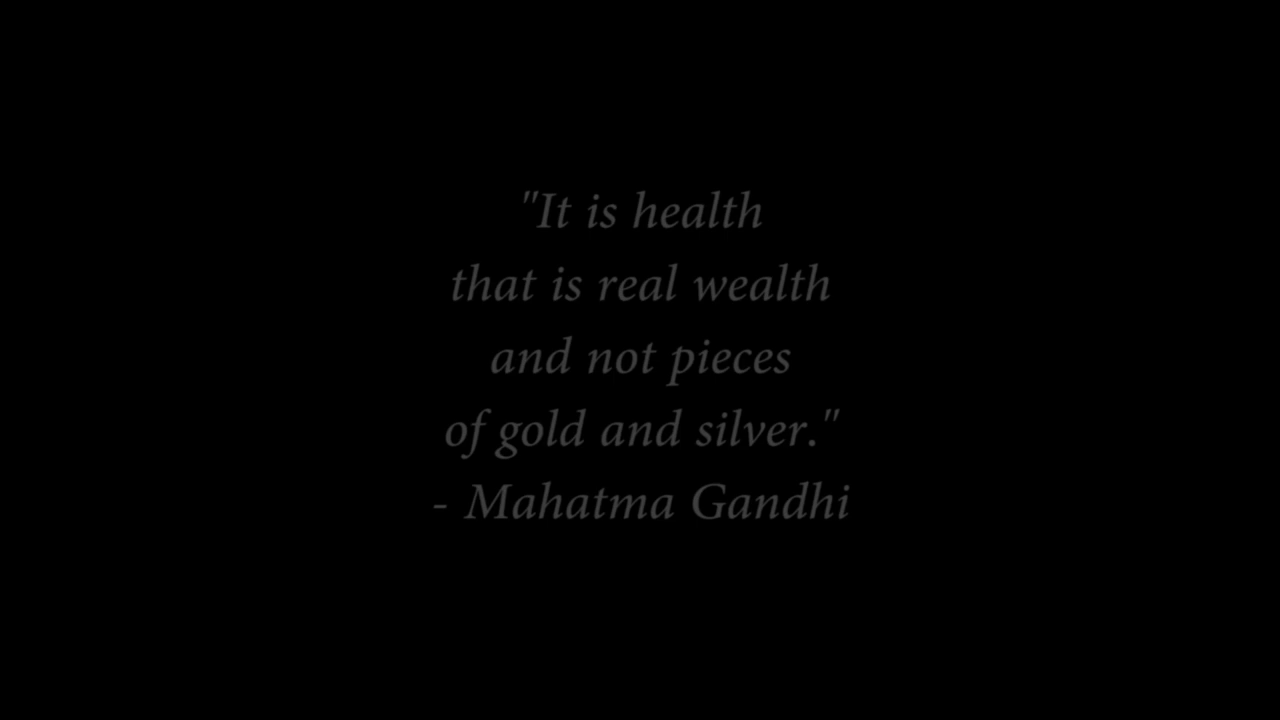 "It is health
that is real wealth
and not pieces
of gold and silver."
- Mahatma Gandhi